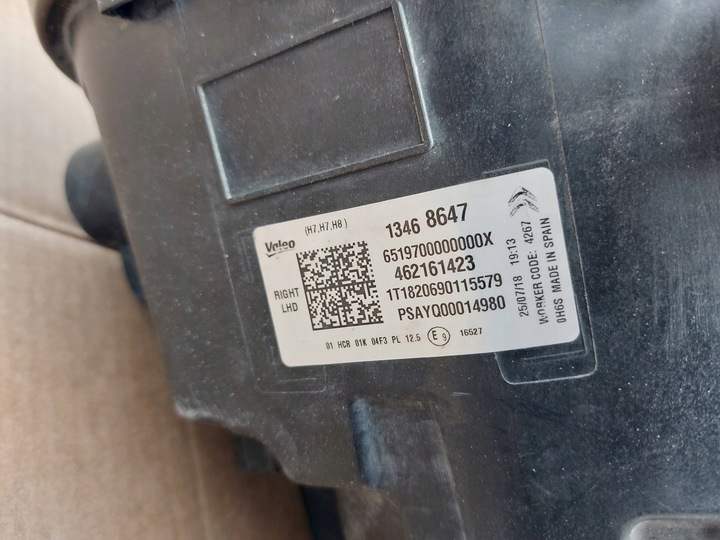 Valeo
(H7,H7,H8)
1346 8647
6519700000000X
462161423
1T1820690115579
PSAYQ00014980
RIGHT
LHD
01 HCR 01K 04F3 PL 12.5 E 9 16527
25/07/18 19:13
WORKER CODE: 4267
0H6S MADE IN SPAIN